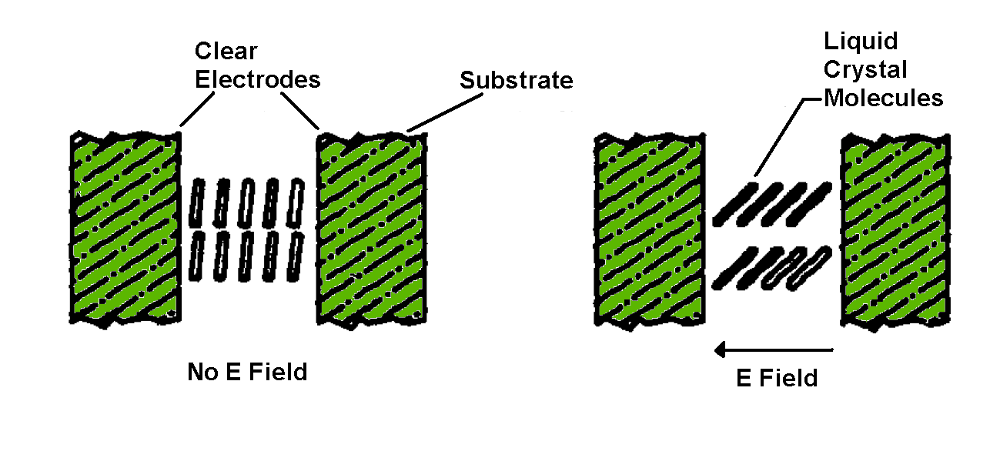 Clear
Electrodes
Substrate
Liquid
Crystal
Molecules
No E Field
E Field